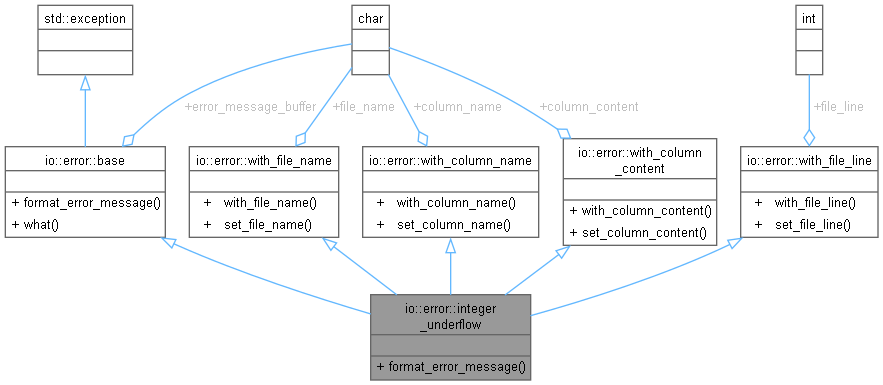 std::exception
char
int
+error_message_buffer
+file_name
+column_name
+column_content
+file_line
io::error::base
+ format_error_message()
+ what()
io::error::with_file_name
+ with_file_name()
+ set_file_name()
io::error::with_column_name
+ with_column_name()
+ set_column_name()
io::error::with_column
_content
+ with_column_content()
+ set_column_content()
io::error::with_file_line
+ with_file_line()
+ set_file_line()
io::error::integer
_underflow
+ format_error_message()